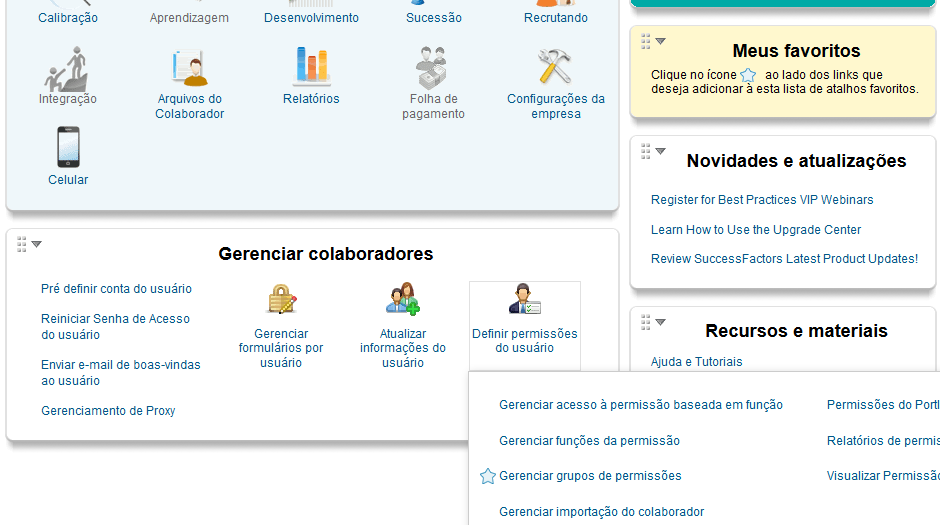 Calibração
Aprendizagem
Desenvolvimento
Sucessão
Recrutando
Integração
Arquivos do
Colaborador
Relatórios
Folha de
pagamento
Configurações da
empresa
Celular
Gerenciar colaboradores
Pré definir conta do usuário
Reiniciar Senha de Acesso
do usuário
Enviar e-mail de boas-vindas
ao usuário
Gerenciamento de Proxy
Gerenciar
formulários por
usuário
Atualizar
informações do
usuário
Definir permissões
do usuário
Gerenciar acesso à permissão baseada em função
Gerenciar funções da permissão
Gerenciar grupos de permissões
Gerenciar importação do colaborador
Permissões do Portl
Relatórios de permis
Visualizar Permissão
Meus favoritos
Clique no ícone ao lado dos links que
deseja adicionar à esta lista de atalhos favoritos.
Novidades e atualizações
Register for Best Practices VIP Webinars
Learn How to Use the Upgrade Center
Review SuccessFactors Latest Product Updates!
Recursos e materiais
Ajuda e Tutoriais